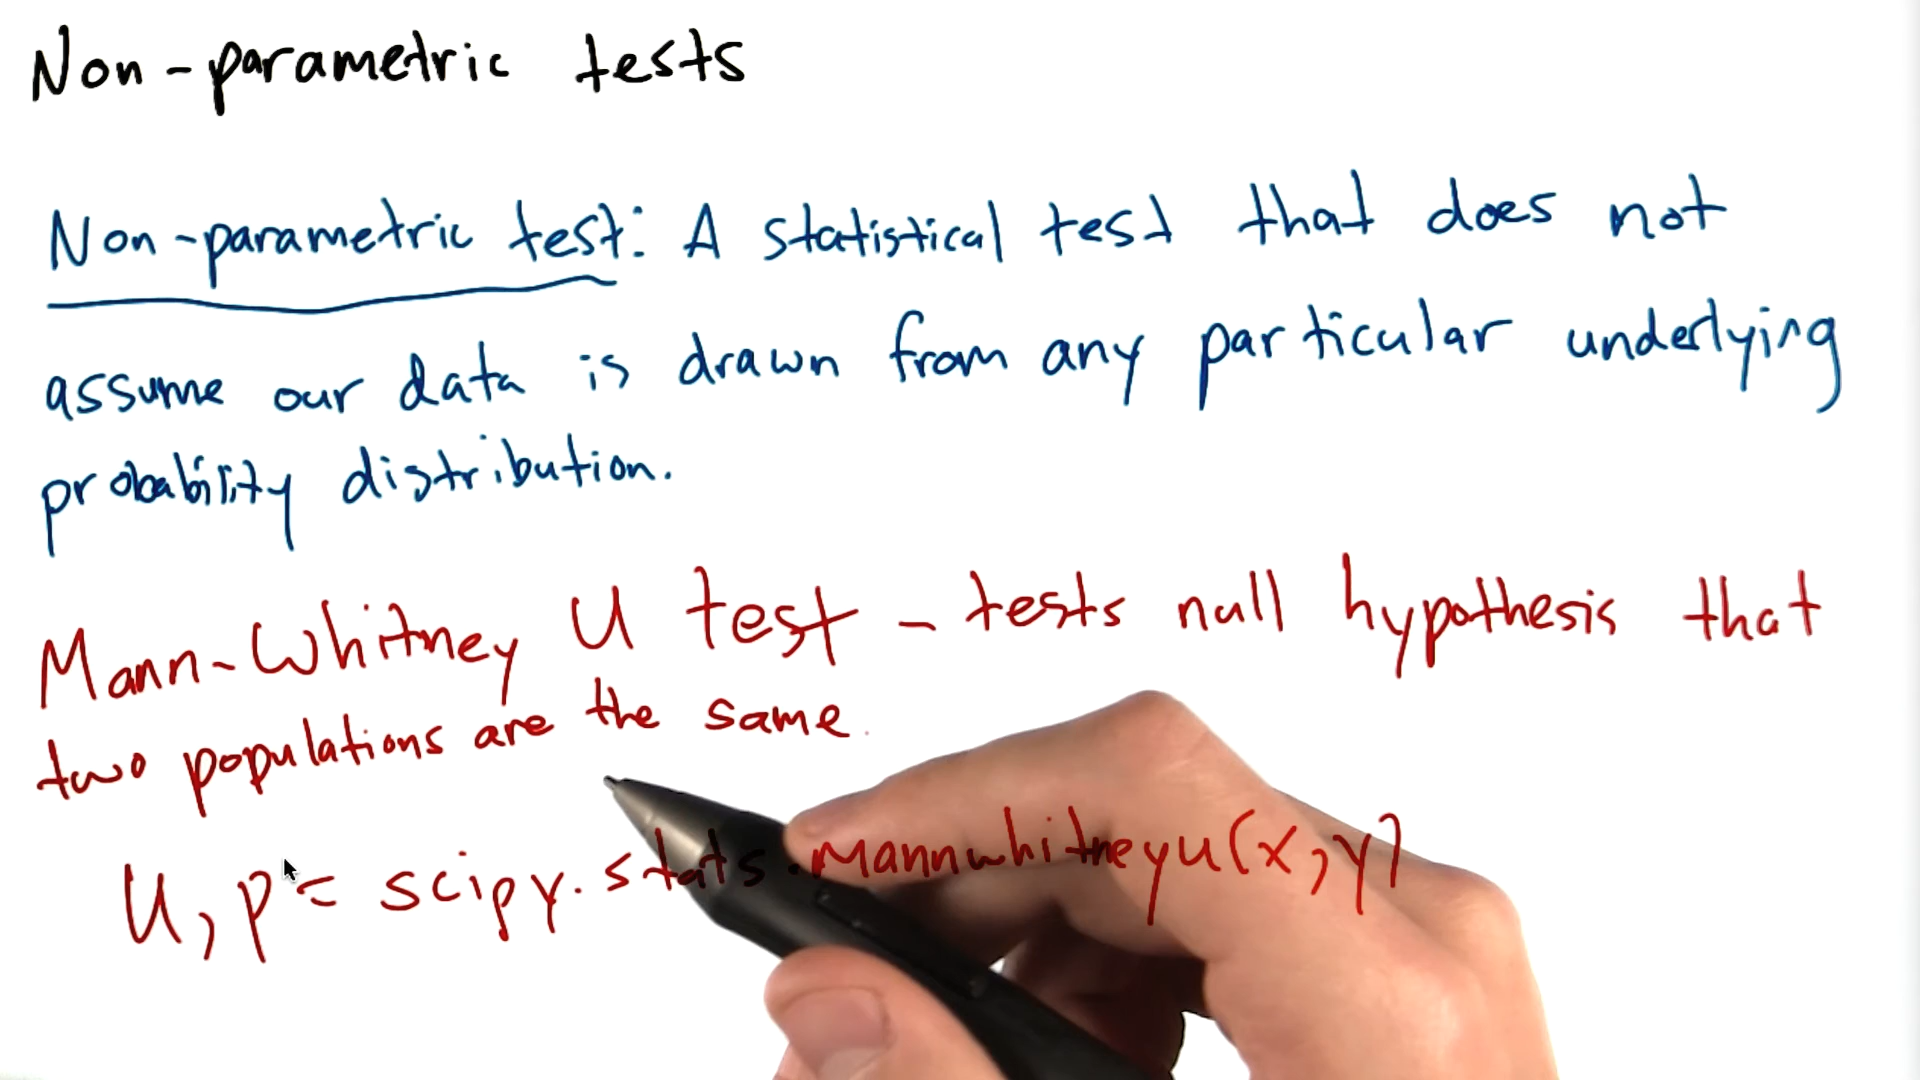 Non-parametric tests
Non-parametric test: A statistical test that does not
assume our data is drawn from any particular underlying
probability distribution.
Mann-Whitney U test - tests null hypothesis that
two populations are the same.
U, p = scipy.stats.mannwhitneyu(x,y)